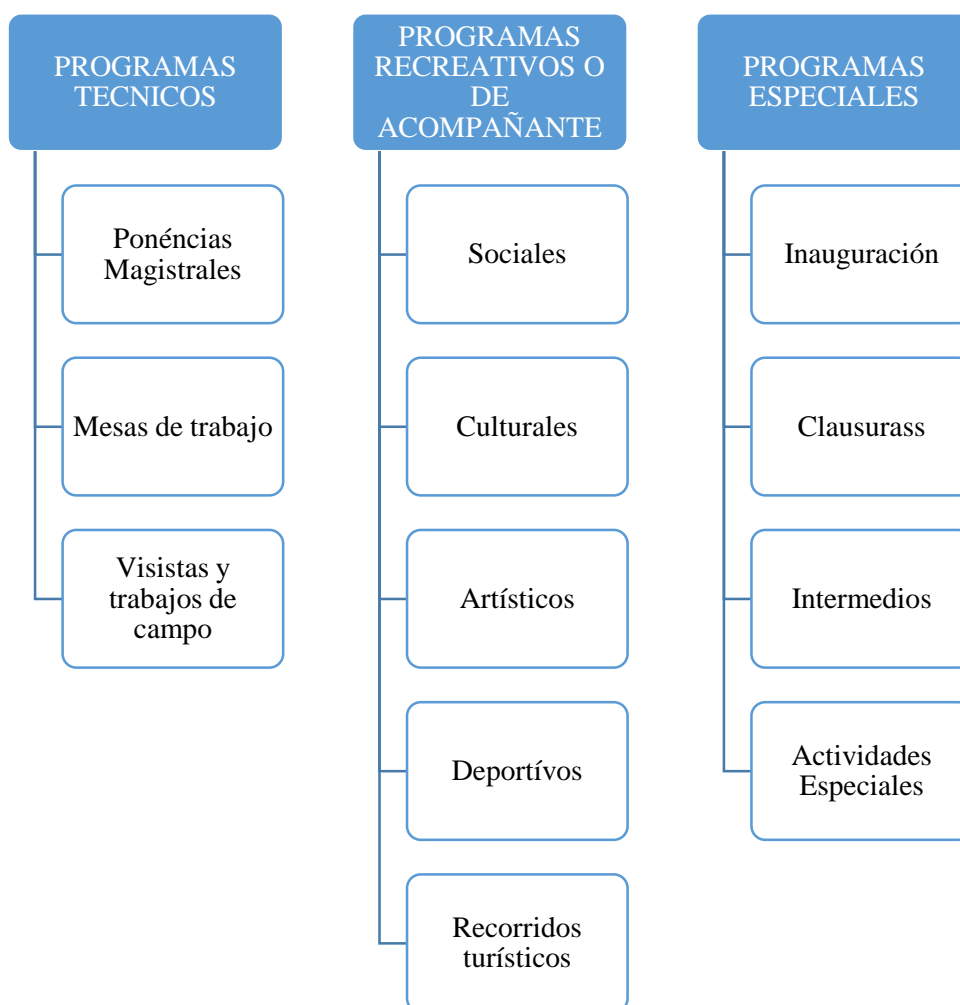 PROGRAMAS
TECNICOS
Ponéncias
Magistrales
Mesas de trabajo
Visistas y
trabajos de
campo
PROGRAMAS
RECREATIVOS O
DE
ACOMPAÑANTE
Sociales
Culturales
Artísticos
Deportívos
Recorridos
turísticos
PROGRAMAS
ESPECIALES
Inauguración
Clausurass
Intermedios
Actividades
Especiales